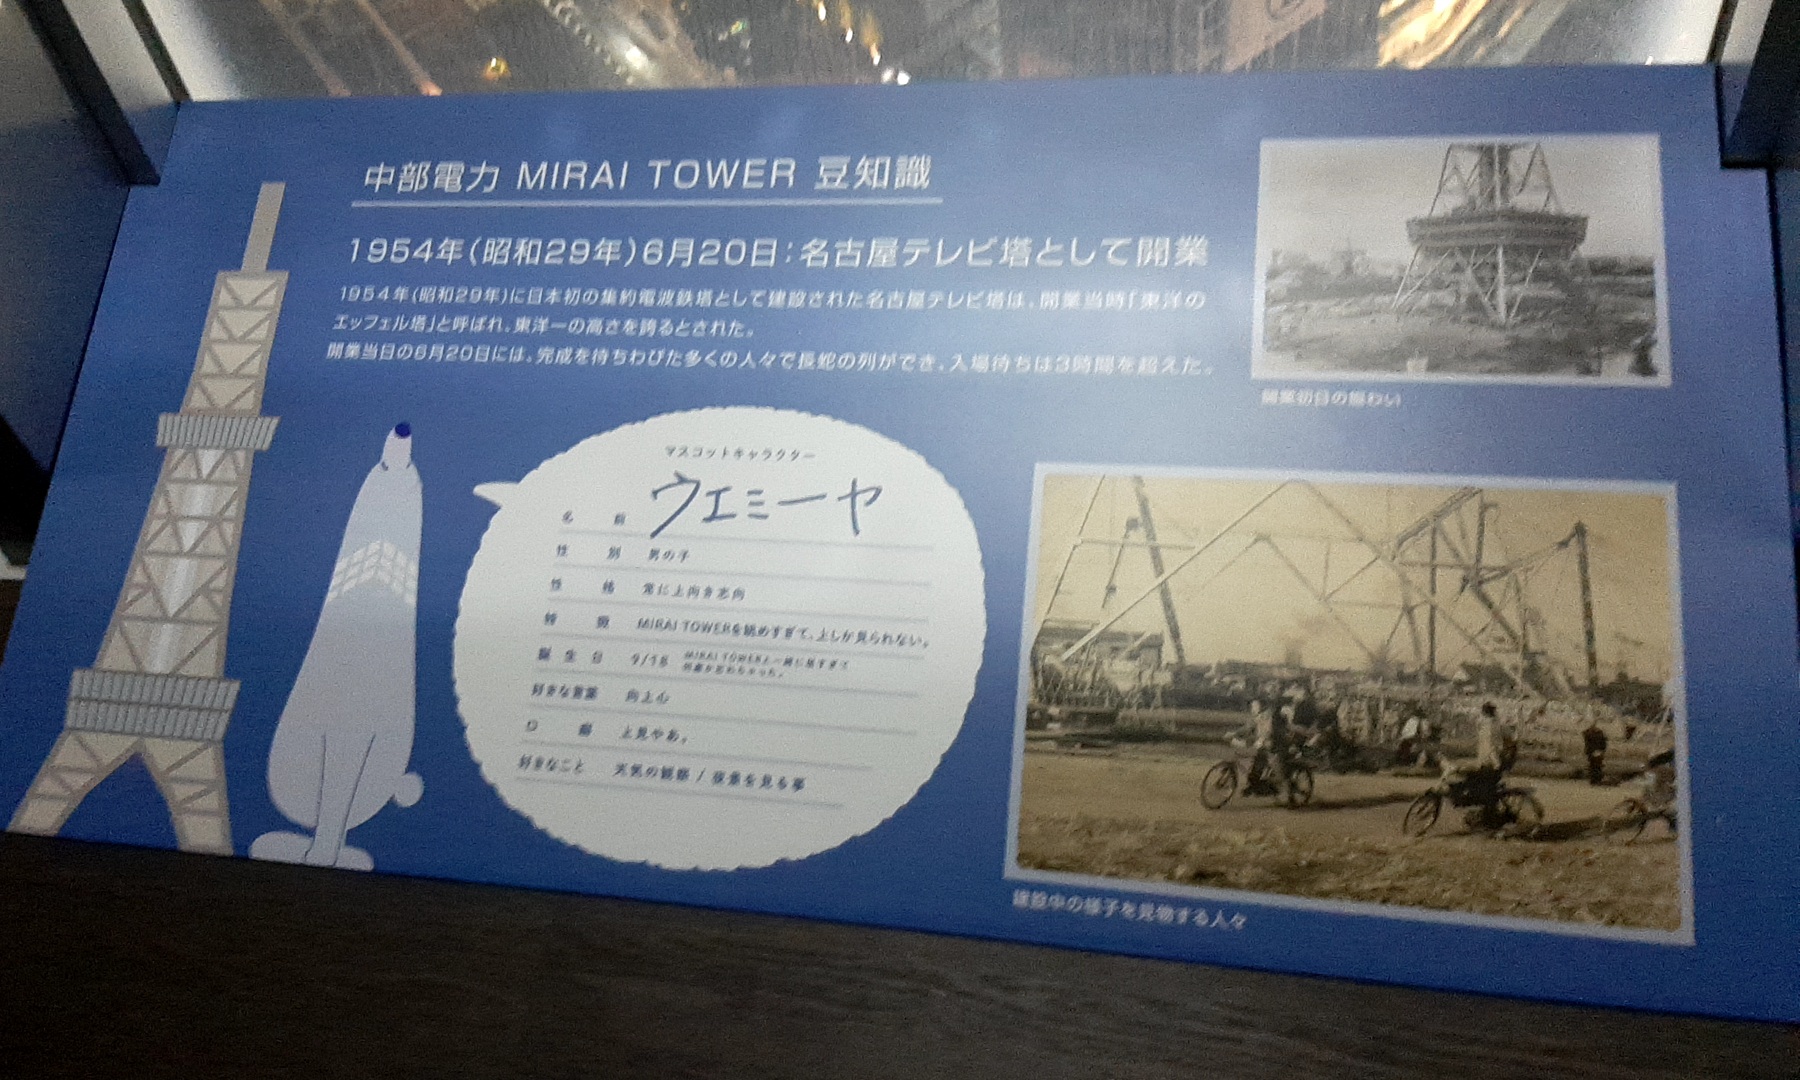 中部電力 MIRAI TOWER 豆知識
1954年(昭和29年)6月20日:名古屋テレビ塔として開業
1954年(昭和29年)に日本初の集約電波鉄塔として建設された名古屋テレビ塔は、開業当時「東洋の
エッフェル塔」と呼ばれ、東洋一の高さを誇るとされた。
開業当日の6月20日には、完成を待ちわびた多くの人々で長蛇の列ができ、入場待ちは3時間を超えた。
開業初日の賑わい
マスコットキャラクター
名前 ウエミーヤ
性別 男の子
性格 常に上向き志向
特徴 MIRAI TOWERを眺めすぎて、上しか見られない。
誕生日 9/18
好きな言葉 向上心
口癖 上見やあ。
好きなこと 天気の観察 / 夜景を見る事
建設中の様子を見物する人々